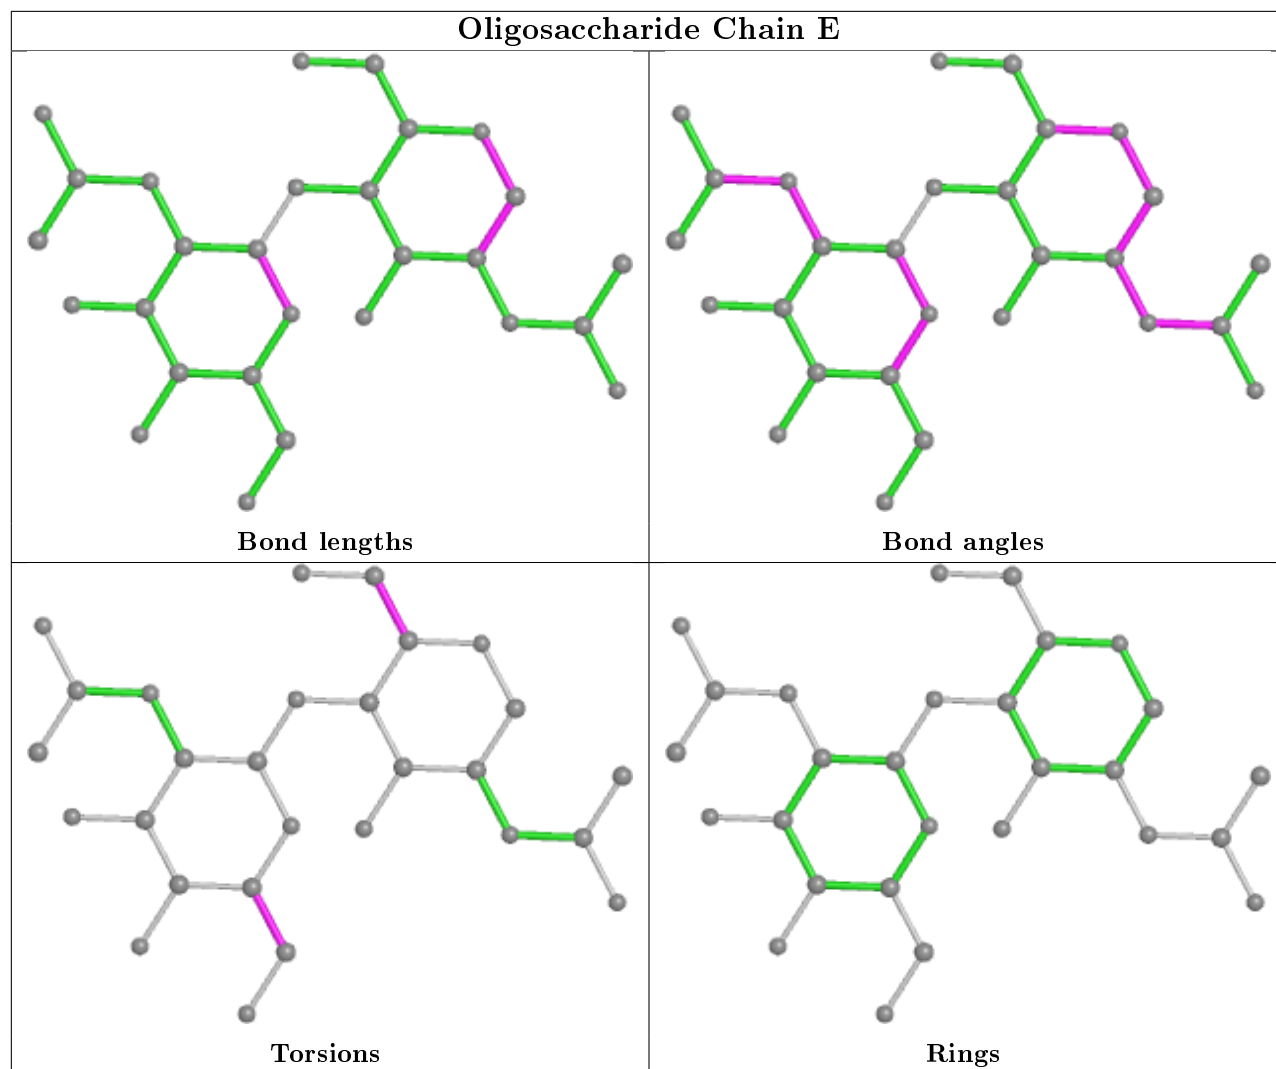 Oligosaccharide Chain E
Bond lengths
Bond angles
Torsions
Rings